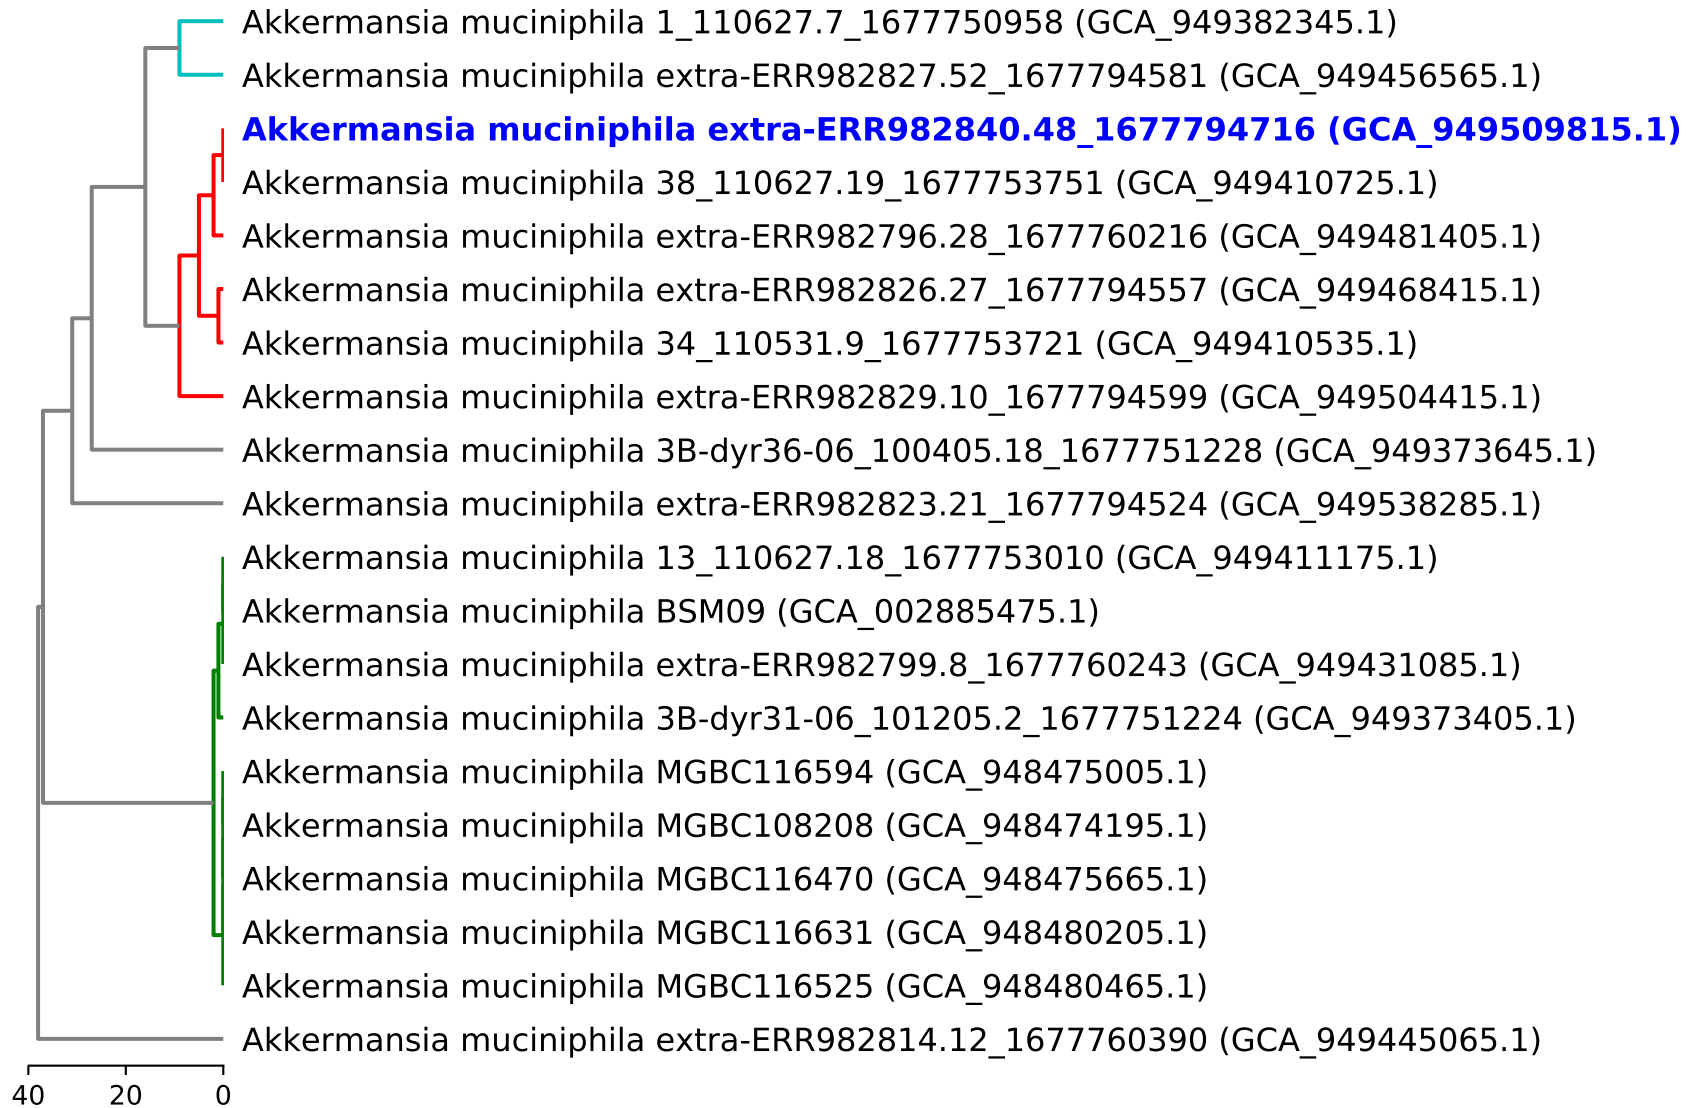 Akkermansia muciniphila 1_110627.7_1677750958 (GCA_949382345.1)
Akkermansia muciniphila extra-ERR982827.52_1677794581 (GCA_949456565.1)
Akkermansia muciniphila extra-ERR982840.48_1677794716 (GCA_949509815.1)
Akkermansia muciniphila 38_110627.19_1677753751 (GCA_949410725.1)
Akkermansia muciniphila extra-ERR982796.28_1677760216 (GCA_949481405.1)
Akkermansia muciniphila extra-ERR982826.27_1677794557 (GCA_949468415.1)
Akkermansia muciniphila 34_110531.9_1677753721 (GCA_949410535.1)
Akkermansia muciniphila extra-ERR982829.10_1677794599 (GCA_949504415.1)
Akkermansia muciniphila 3B-dyr36-06_100405.18_1677751228 (GCA_949373645.1)
Akkermansia muciniphila extra-ERR982823.21_1677794524 (GCA_949538285.1)
Akkermansia muciniphila 13_110627.18_1677753010 (GCA_949411175.1)
Akkermansia muciniphila BSM09 (GCA_002885475.1)
Akkermansia muciniphila extra-ERR982799.8_1677760243 (GCA_949431085.1)
Akkermansia muciniphila 3B-dyr31-06_101205.2_1677751224 (GCA_949373405.1)
Akkermansia muciniphila MGBC116594 (GCA_948475005.1)
Akkermansia muciniphila MGBC108208 (GCA_948474195.1)
Akkermansia muciniphila MGBC116470 (GCA_948475665.1)
Akkermansia muciniphila MGBC116631 (GCA_948480205.1)
Akkermansia muciniphila MGBC116525 (GCA_948480465.1)
Akkermansia muciniphila extra-ERR982814.12_1677760390 (GCA_949445065.1)
40 20 0